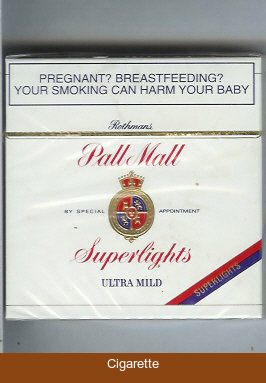 PREGNANT? BREASTFEEDING?
YOUR SMOKING CAN HARM YOUR BABY
Rothmans
Pall Mall
BY SPECIAL APPOINTMENT
Superlights
ULTRA MILD
SUPERLIGHTS
Cigarette